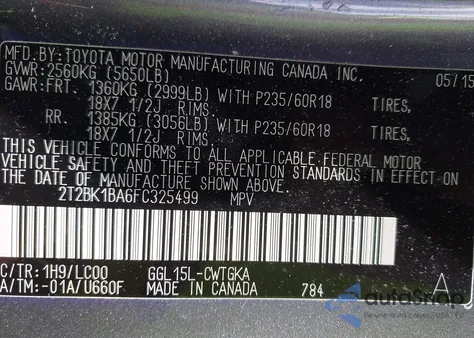 MFD. BY: TOYOTA MOTOR MANUFACTURING CANADA INC. 05/15
GVWR: 2560KG (5650LB)
GAWR: FRT. 1360KG (2999LB) WITH P235/60R18 TIRES,
18X7 1/2J RIMS.
RR. 1385KG (3056LB) WITH P235/60R18 TIRES,
18X7 1/2J RIMS.
THIS VEHICLE CONFORMS TO ALL APPLICABLE FEDERAL MOTOR
VEHICLE SAFETY AND THEFT PREVENTION STANDARDS IN EFFECT ON
THE DATE OF MANUFACTURE SHOWN ABOVE.
2T2BK1BA6FC325499 MPV
C/TR: 1H9/LC00 GGL15L-CWTGKA A
A/TM: -01A/U660F MADE IN CANADA 784
autoShop